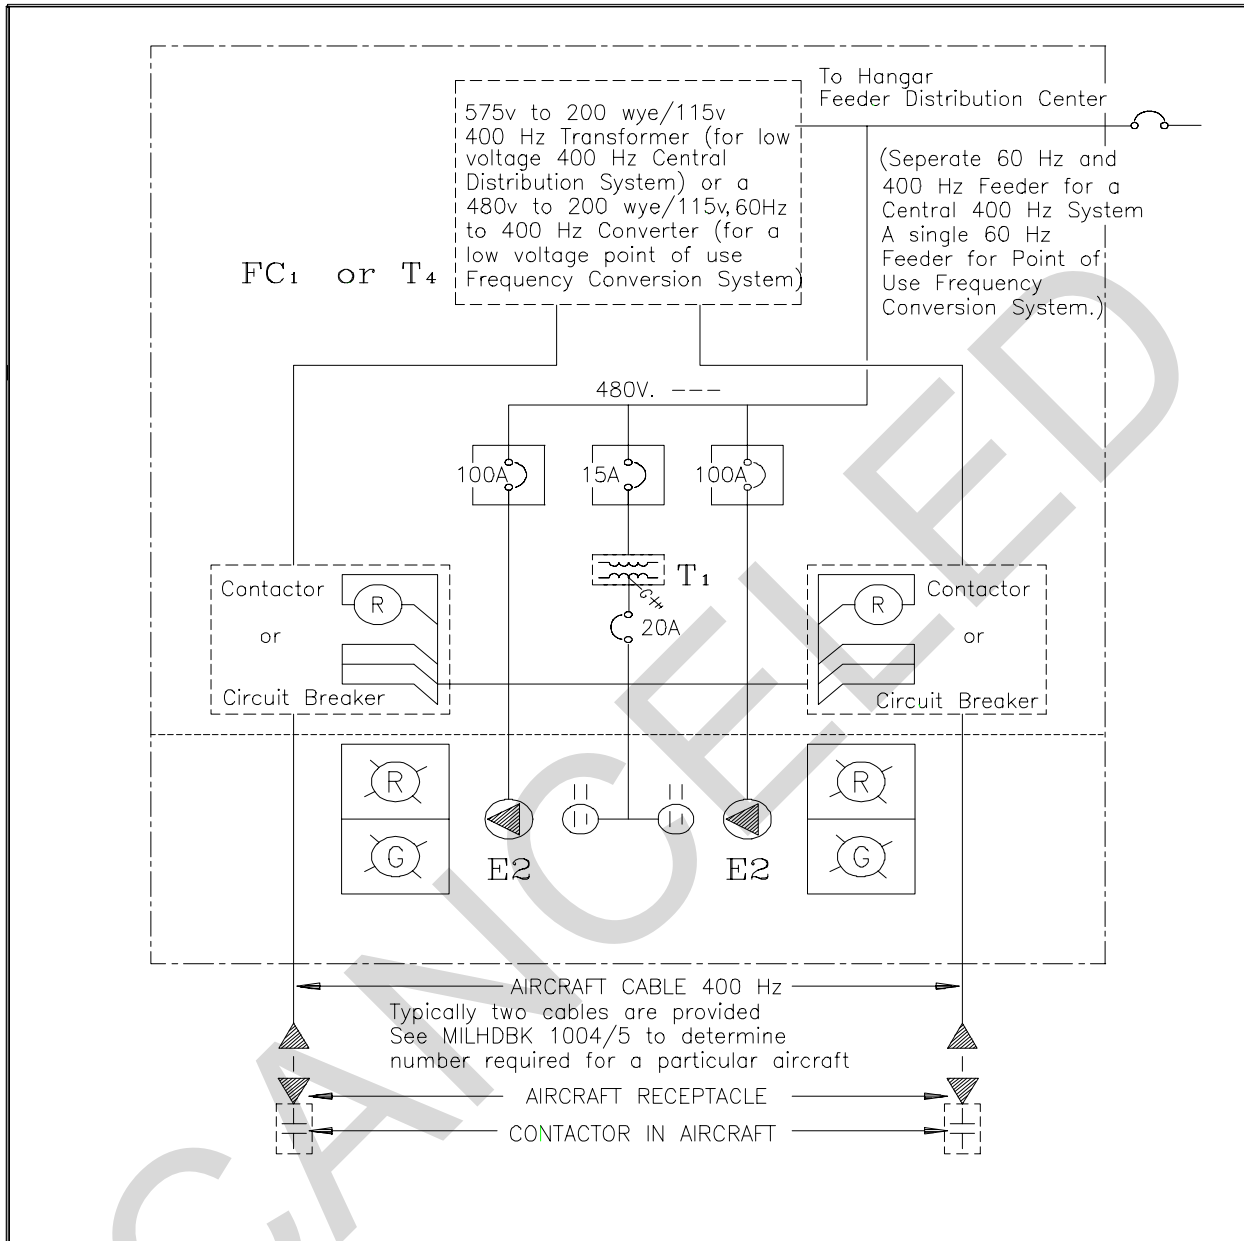 To Hangar
Feeder Distribution Center
575v to 200 wye/115v
400 Hz Transformer (for low
voltage 400 Hz Central
Distribution System) or a
480v to 200 wye/115v, 60Hz
to 400 Hz Converter (for a
low voltage point of use
Frequency Conversion System)
(Seperate 60 Hz and
400 Hz Feeder for a
Central 400 Hz System
A single 60 Hz
Feeder for Point of
Use Frequency
Conversion System.)
FC1 or T4
480V. ---
100A
15A
100A
T1
G
20A
Contactor
or
Circuit Breaker
R
R
Contactor
or
Circuit Breaker
R
G
E2
E2
R
G
AIRCRAFT CABLE 400 Hz
Typically two cables are provided
See MILHDBK 1004/5 to determine
number required for a particular aircraft
AIRCRAFT RECEPTACLE
CONTACTOR IN AIRCRAFT
CANCELED